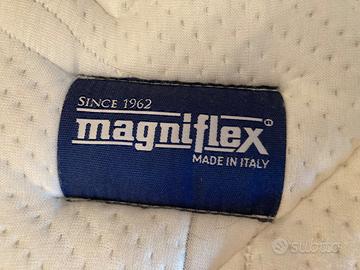 SINCE 1962
magniflex®
MADE IN ITALY
subito